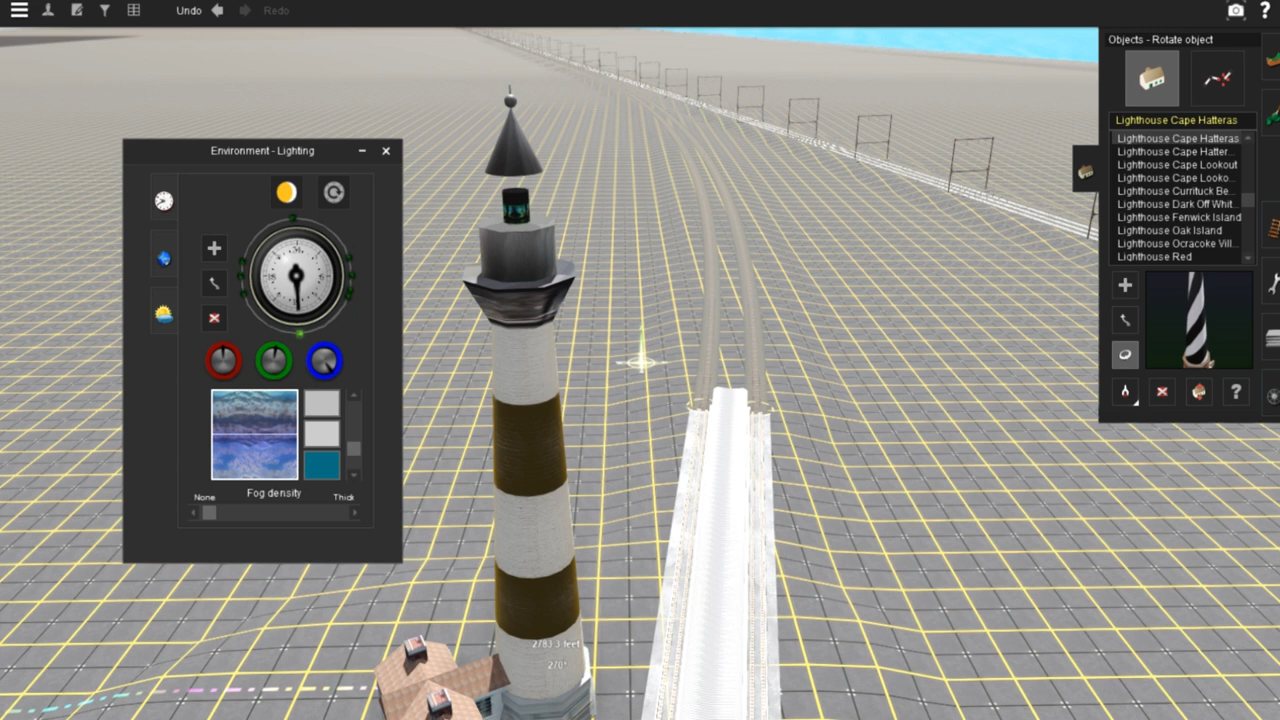 Undo
Redo
?
Objects - Rotate object
Lighthouse Cape Hatteras
Lighthouse Cape Hatteras
Lighthouse Cape Hatter...
Lighthouse Cape Lookout
Lighthouse Cape Looko...
Lighthouse Currituck Be...
Lighthouse Dark Off Whit...
Lighthouse Fenwick Island
Lighthouse Oak Island
Lighthouse Ocracoke Vill...
Lighthouse Red
?
Environment - Lighting
Fog density
None
Thick
2783.3 feet
270°